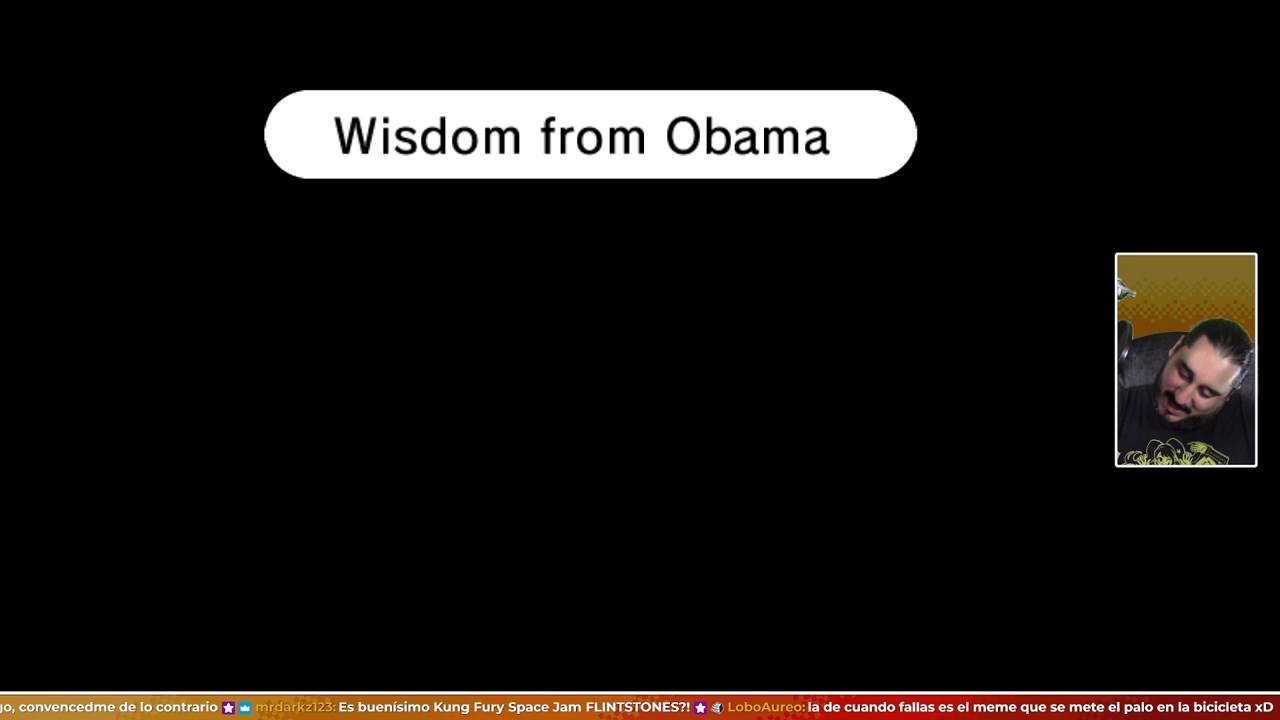 Wisdom from Obama
go, convencedme de lo contrario mrdarkz123: Es buenísimo Kung Fury Space Jam FLINTSTONES?! LoboAureo: la de cuando fallas es el meme que se mete el palo en la bicicleta xD